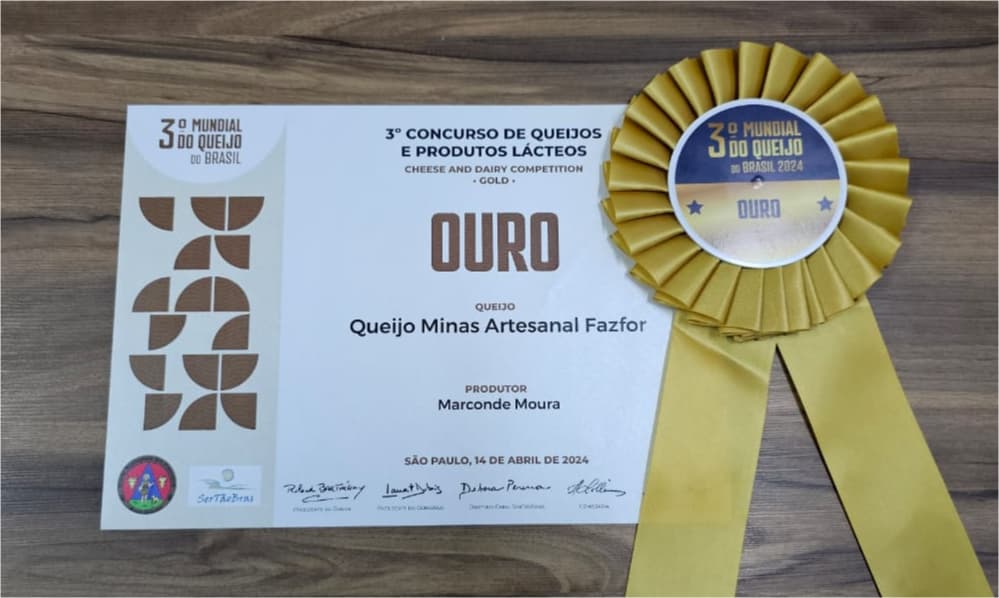 3º MUNDIAL
DO QUEIJO
DO BRASIL
3º CONCURSO DE QUEIJOS
E PRODUTOS LÁCTEOS
CHEESE AND DAIRY COMPETITION
• GOLD •
OURO
QUEIJO
Queijo Minas Artesanal Fazfor
PRODUTOR
Marconde Moura
SÃO PAULO, 14 DE ABRIL DE 2024
SerTãoBras
3º MUNDIAL
DO QUEIJO
DO BRASIL 2024
OURO